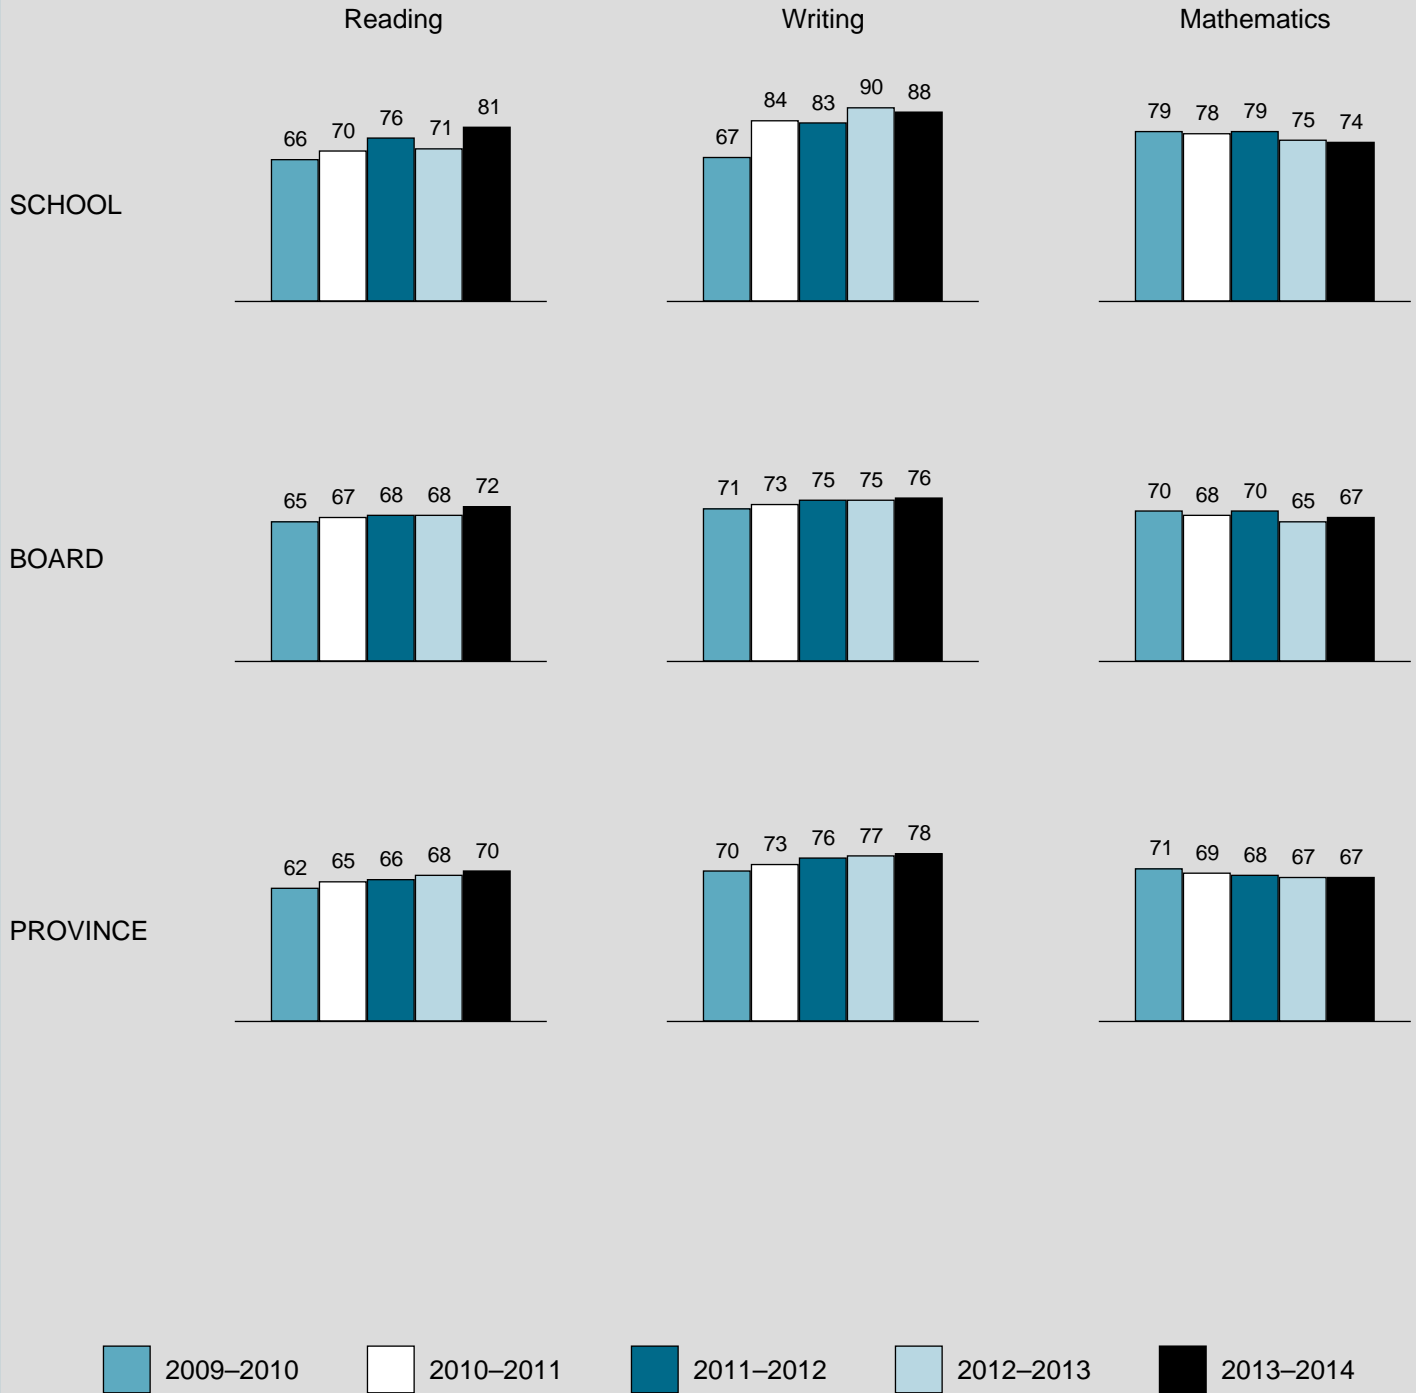 Reading Writing Mathematics
66 70 76 71 81
67 84 83 90 88
79 78 79 75 74
SCHOOL
65 67 68 68 72
71 73 75 75 76
70 68 70 65 67
BOARD
62 65 66 68 70
70 73 76 77 78
71 69 68 67 67
PROVINCE
2009–2010 2010–2011 2011–2012 2012–2013 2013–2014